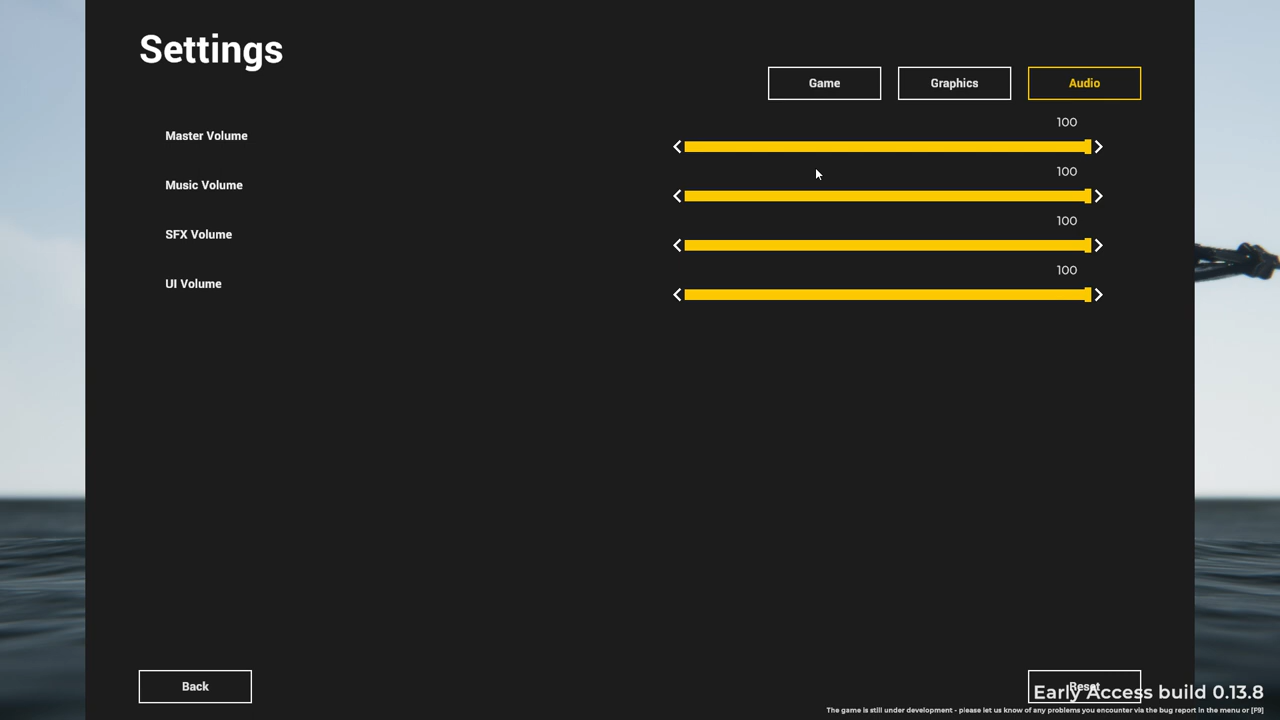 Settings
Game
Graphics
Audio
Master Volume
100
Music Volume
100
SFX Volume
100
UI Volume
100
Back
Reset
Early Access build 0.13.8
The game is still under development - please let us know of any problems you encounter via the bug report in the menu or [F9]